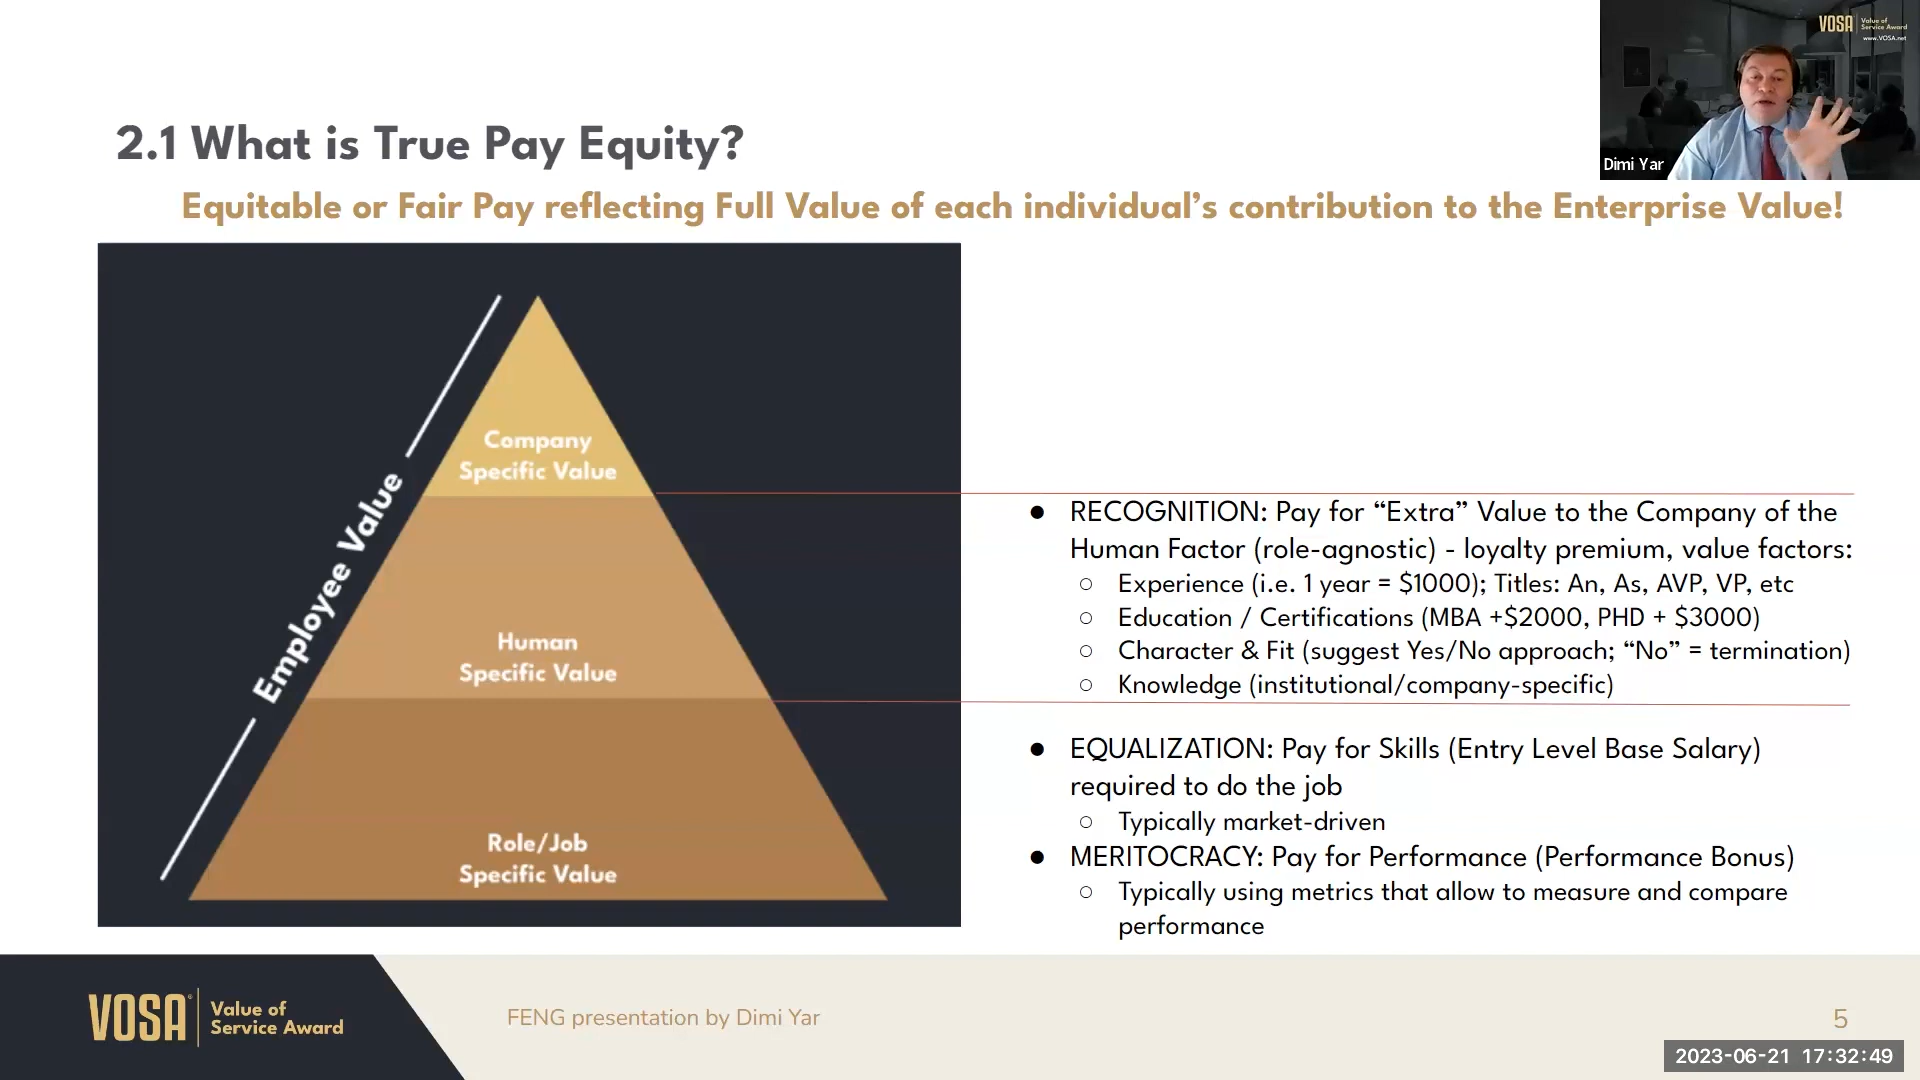 VOSA
Value of
Service Award
www.VOSA.net
Dimi Yar
2.1 What is True Pay Equity?
Equitable or Fair Pay reflecting Full Value of each individual’s contribution to the Enterprise Value!
Employee Value
Company
Specific Value
Human
Specific Value
Role/Job
Specific Value
● RECOGNITION: Pay for “Extra” Value to the Company of the
Human Factor (role-agnostic) - loyalty premium, value factors:
○ Experience (i.e. 1 year = $1000); Titles: An, As, AVP, VP, etc
○ Education / Certifications (MBA +$2000, PHD + $3000)
○ Character & Fit (suggest Yes/No approach; “No” = termination)
○ Knowledge (institutional/company-specific)
● EQUALIZATION: Pay for Skills (Entry Level Base Salary)
required to do the job
○ Typically market-driven
● MERITOCRACY: Pay for Performance (Performance Bonus)
○ Typically using metrics that allow to measure and compare
performance
VOSA®
Value of
Service Award
FENG presentation by Dimi Yar
5
2023-06-21 17:32:49